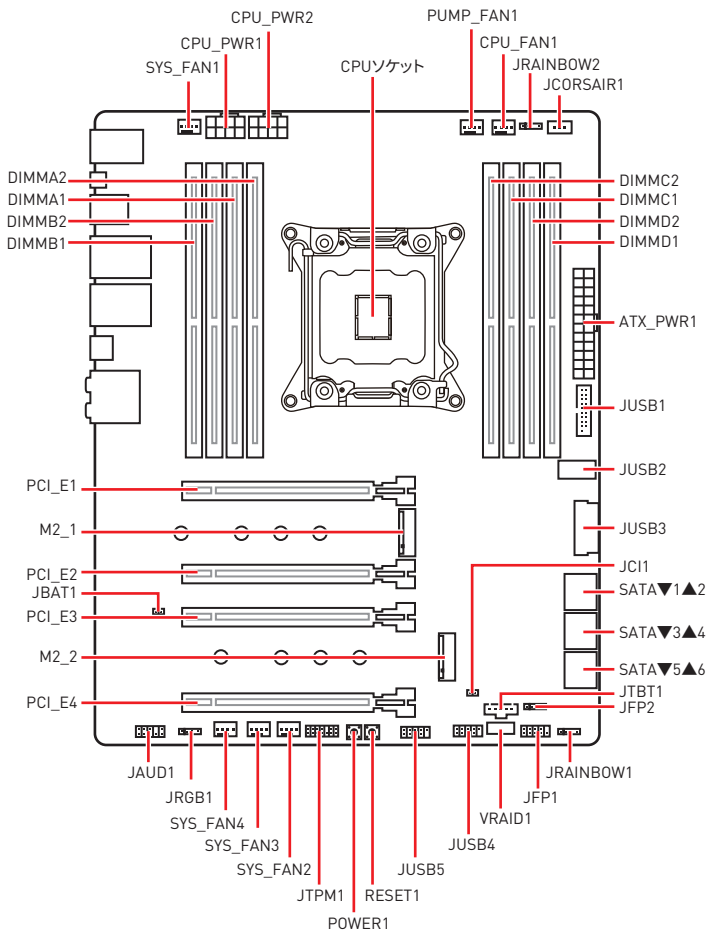 CPU_PWR2
PUMP_FAN1
CPU_PWR1
CPU_FAN1
SYS_FAN1
CPUソケット
JRAINBOW2
JCORSAIR1
DIMMA2
DIMMA1
DIMMB2
DIMMB1
DIMMC2
DIMMC1
DIMMD2
DIMMD1
ATX_PWR1
JUSB1
JUSB2
JUSB3
PCI_E1
M2_1
PCI_E2
JBAT1
PCI_E3
M2_2
PCI_E4
JCI1
SATA▼1▲2
SATA▼3▲4
SATA▼5▲6
JTBT1
JFP2
JAUD1
JRGB1
SYS_FAN4
SYS_FAN3
SYS_FAN2
JTPM1
POWER1
RESET1
JUSB5
JUSB4
VRAID1
JFP1
JRAINBOW1